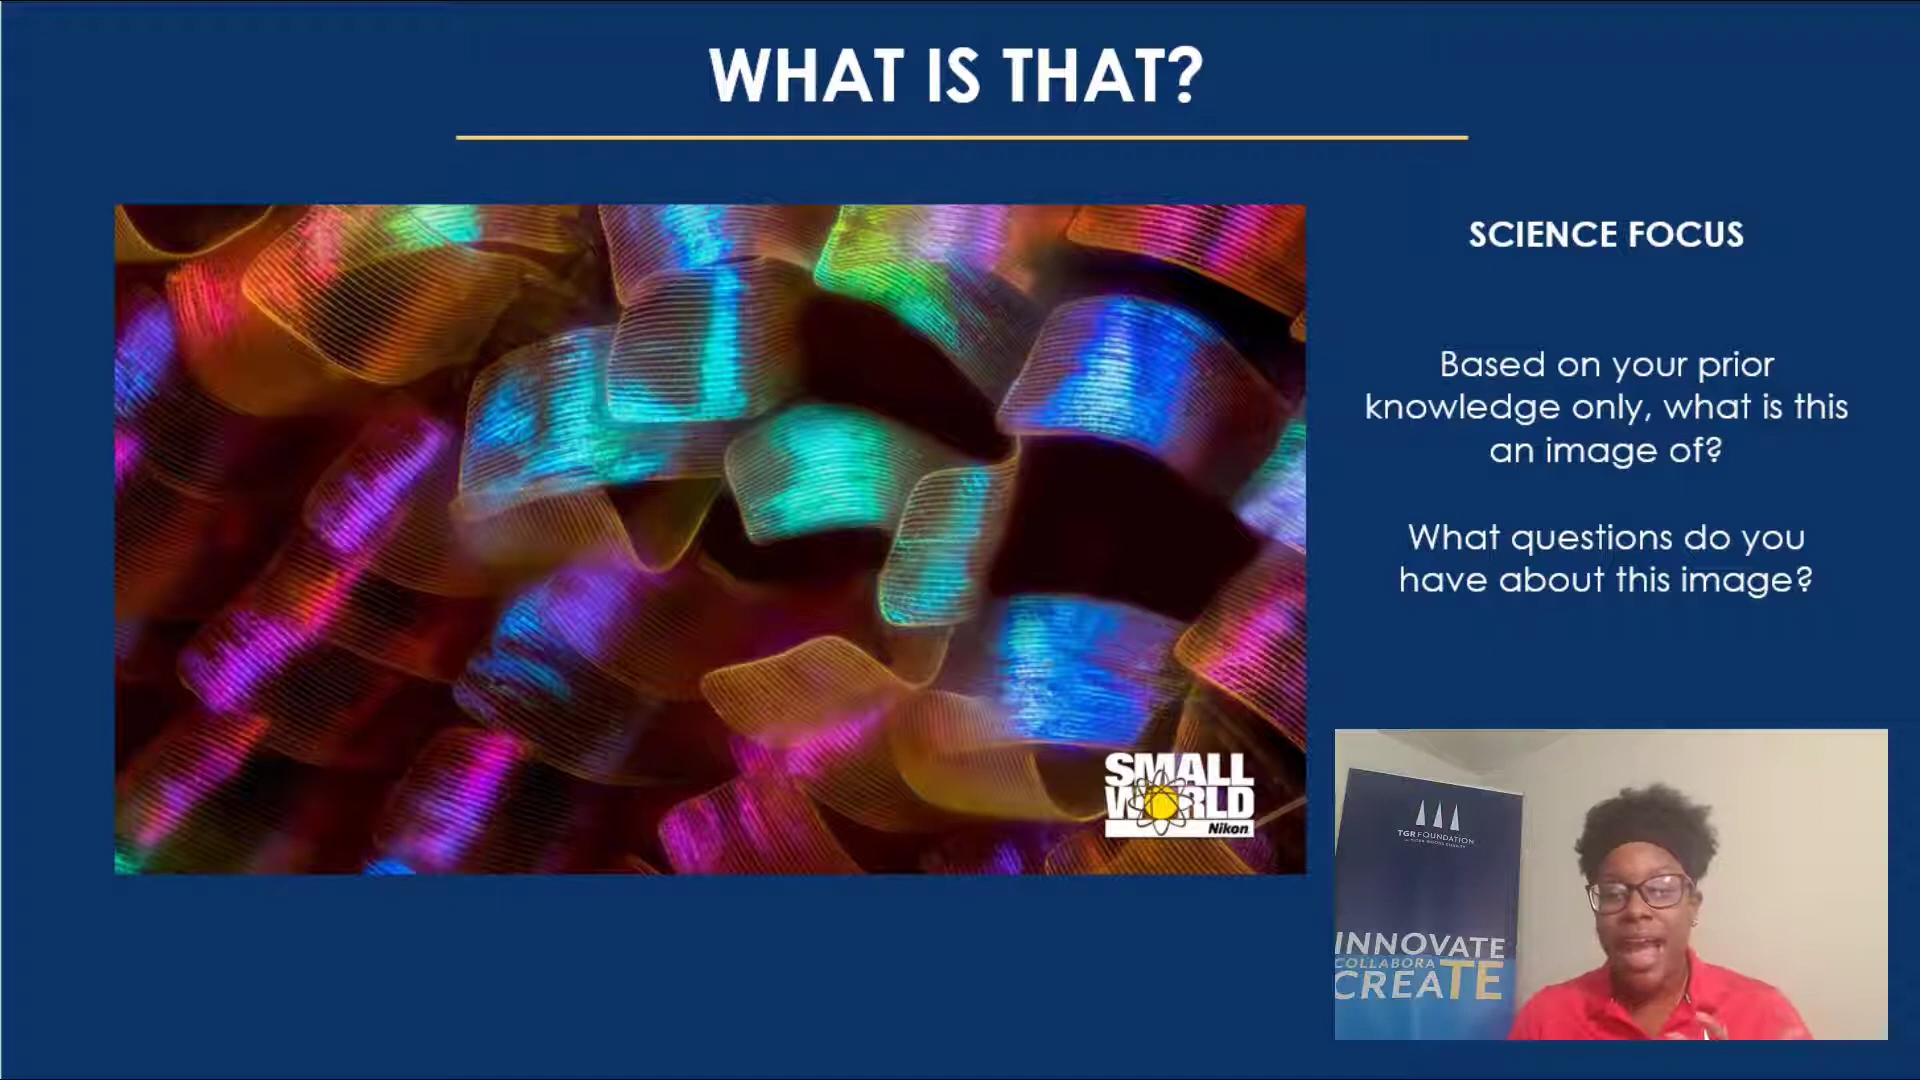 WHAT IS THAT?
SCIENCE FOCUS
Based on your prior
knowledge only, what is this
an image of?
What questions do you
have about this image?
SMALL
WORLD
Nikon
TGR FOUNDATION
INNOVATE
COLLABORA
CREATE